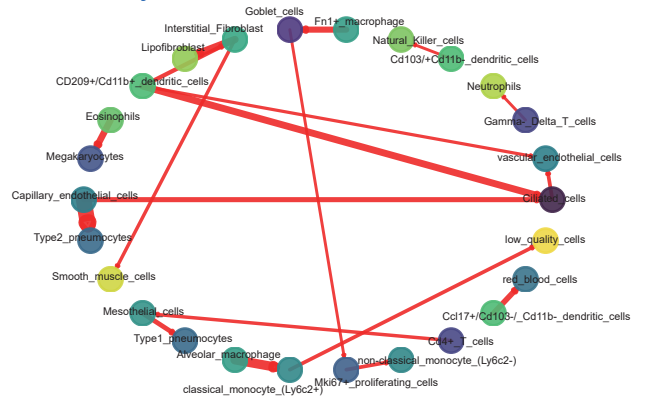 Goblet_cells
Fn1+_macrophage
Interstitial_Fibroblast
Natural_Killer_cells
Lipofibroblast
Cd103/+Cd11b-_dendritic_cells
CD209+/Cd11b+_dendritic_cells
Neutrophils
Eosinophils
Gamma-_Delta_T_cells
Megakaryocytes
vascular_endothelial_cells
Capillary_endothelial_cells
Ciliated_cells
Type2_pneumocytes
low_quality_cells
Smooth_muscle_cells
red_blood_cells
Mesothelial_cells
Ccl17+/Cd103-/_Cd11b-_dendritic_cells
Type1_pneumocytes
Cd4+_T_cells
Alveolar_macrophage
non-classical_monocyte_(Ly6c2-)
classical_monocyte_(Ly6c2+)
Mki67+_proliferating_cells